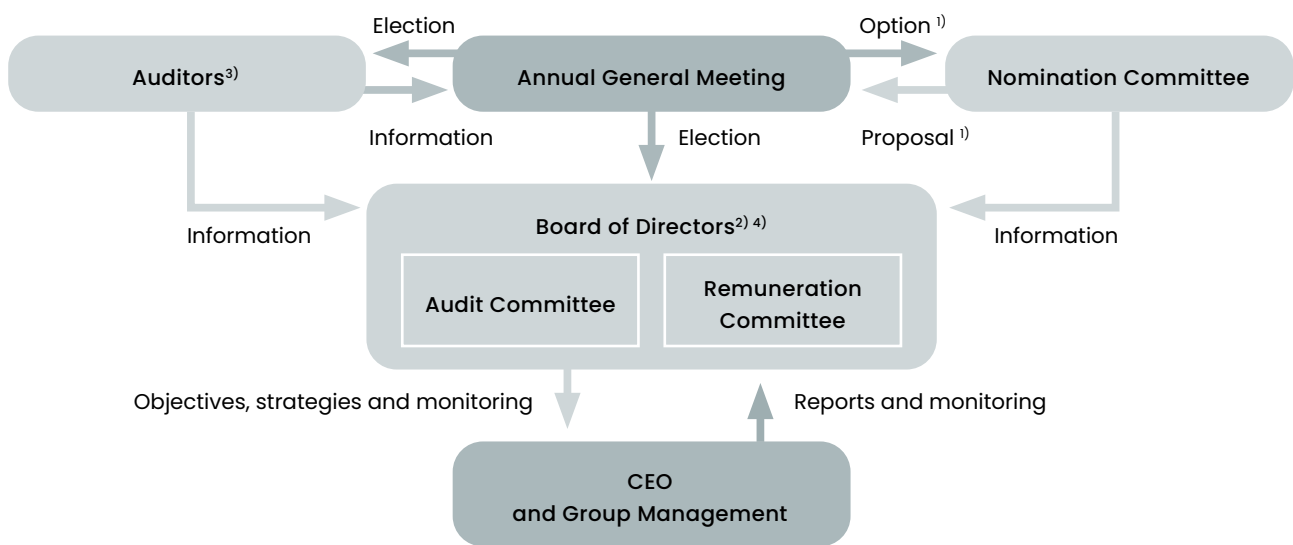 Election
Option ¹⁾
Auditors³⁾
Annual General Meeting
Nomination Committee
Information
Election
Proposal ¹⁾
Board of Directors²⁾ ⁴⁾
Information
Information
Audit Committee
Remuneration
Committee
Objectives, strategies and monitoring
Reports and monitoring
CEO
and Group Management